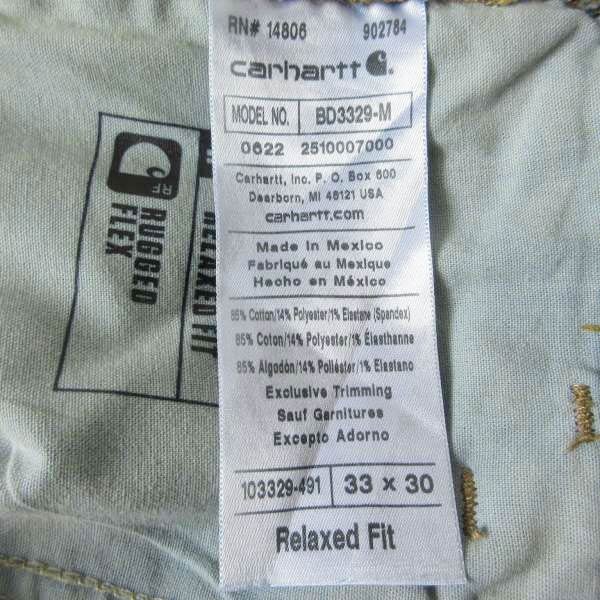 RN# 14806 902784
carhartt
MODEL NO. BD3329-M
0622 2510007000
Carhartt, Inc. P. O. Box 600
Dearborn, MI 48121 USA
carhartt.com
Made in Mexico
Fabriqué au Mexique
Hecho en México
85% Cotton/14% Polyester/1% Elastane (Spandex)
85% Coton/14% Polyester/1% Élasthanne
85% Algodón/14% Poliéster/1% Elastano
Exclusive Trimming
Sauf Garnitures
Excepto Adorno
103329-491 33 x 30
Relaxed Fit
RF
RUGGED
FLEX
RELAXED FIT